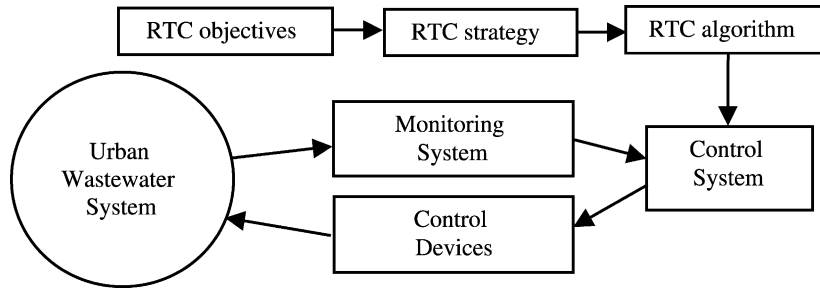 RTC objectives
RTC strategy
RTC algorithm
Urban
Wastewater
System
Monitoring
System
Control
System
Control
Devices